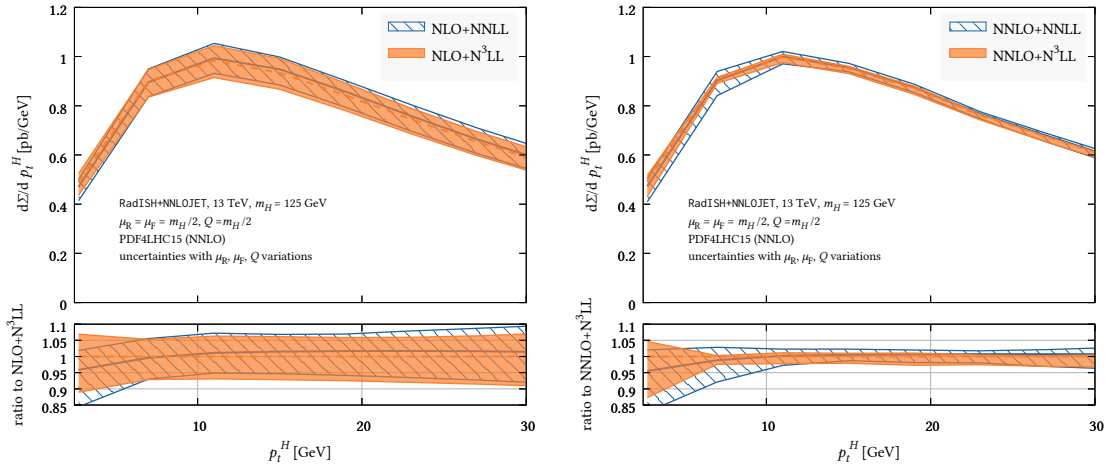 1.2
1
0.8
0.6
0.4
0.2
0
dΣ/d p_t^H [pb/GeV]
NLO+NNLL
NLO+N³LL
RadISH+NNLOJET, 13 TeV, m_H = 125 GeV
μ_R = μ_F = m_H/2, Q = m_H/2
PDF4LHC15 (NNLO)
uncertainties with μ_R, μ_F, Q variations
1.1
1.05
1
0.95
0.9
0.85
ratio to NLO+N³LL
10 20 30
p_t^H [GeV]
1.2
1
0.8
0.6
0.4
0.2
0
dΣ/d p_t^H [pb/GeV]
NNLO+NNLL
NNLO+N³LL
RadISH+NNLOJET, 13 TeV, m_H = 125 GeV
μ_R = μ_F = m_H/2, Q = m_H/2
PDF4LHC15 (NNLO)
uncertainties with μ_R, μ_F, Q variations
1.1
1.05
1
0.95
0.9
0.85
ratio to NNLO+N³LL
10 20 30
p_t^H [GeV]